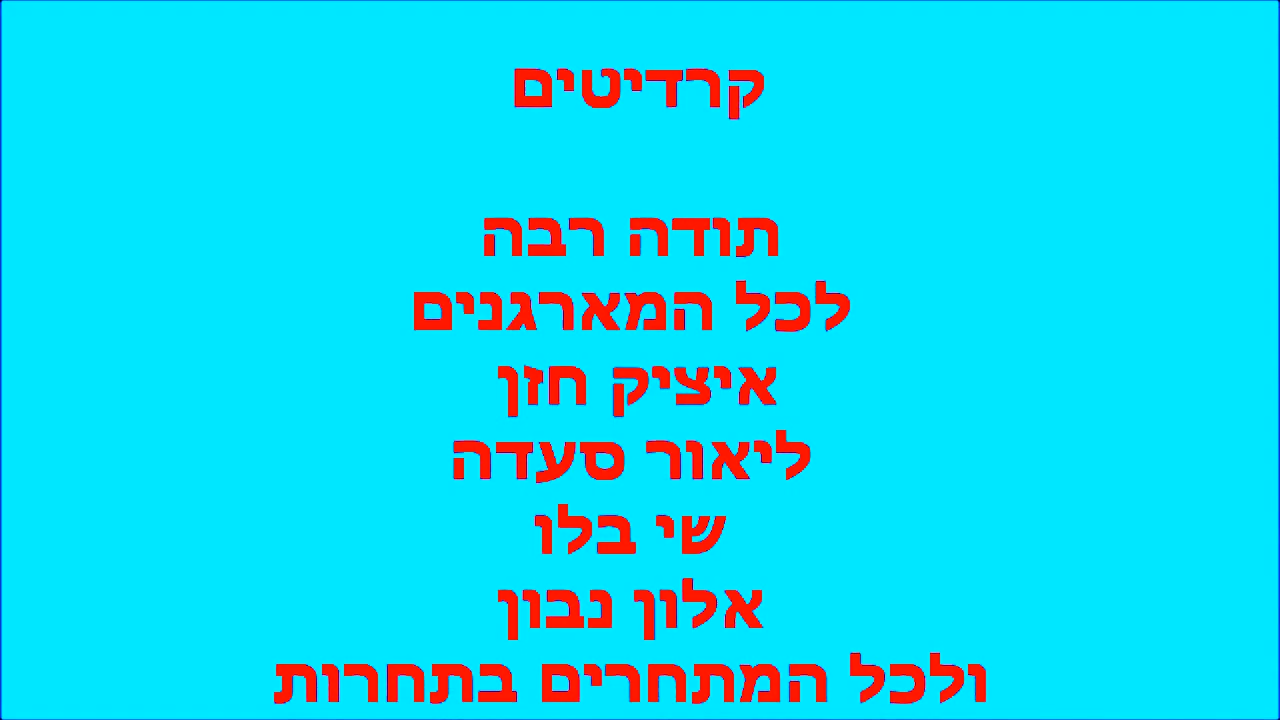 קרדיטים
תודה רבה
לכל המארגנים
איציק חזן
ליאור סעדה
שי בלו
אלון נבון
ולכל המתחרים בתחרות